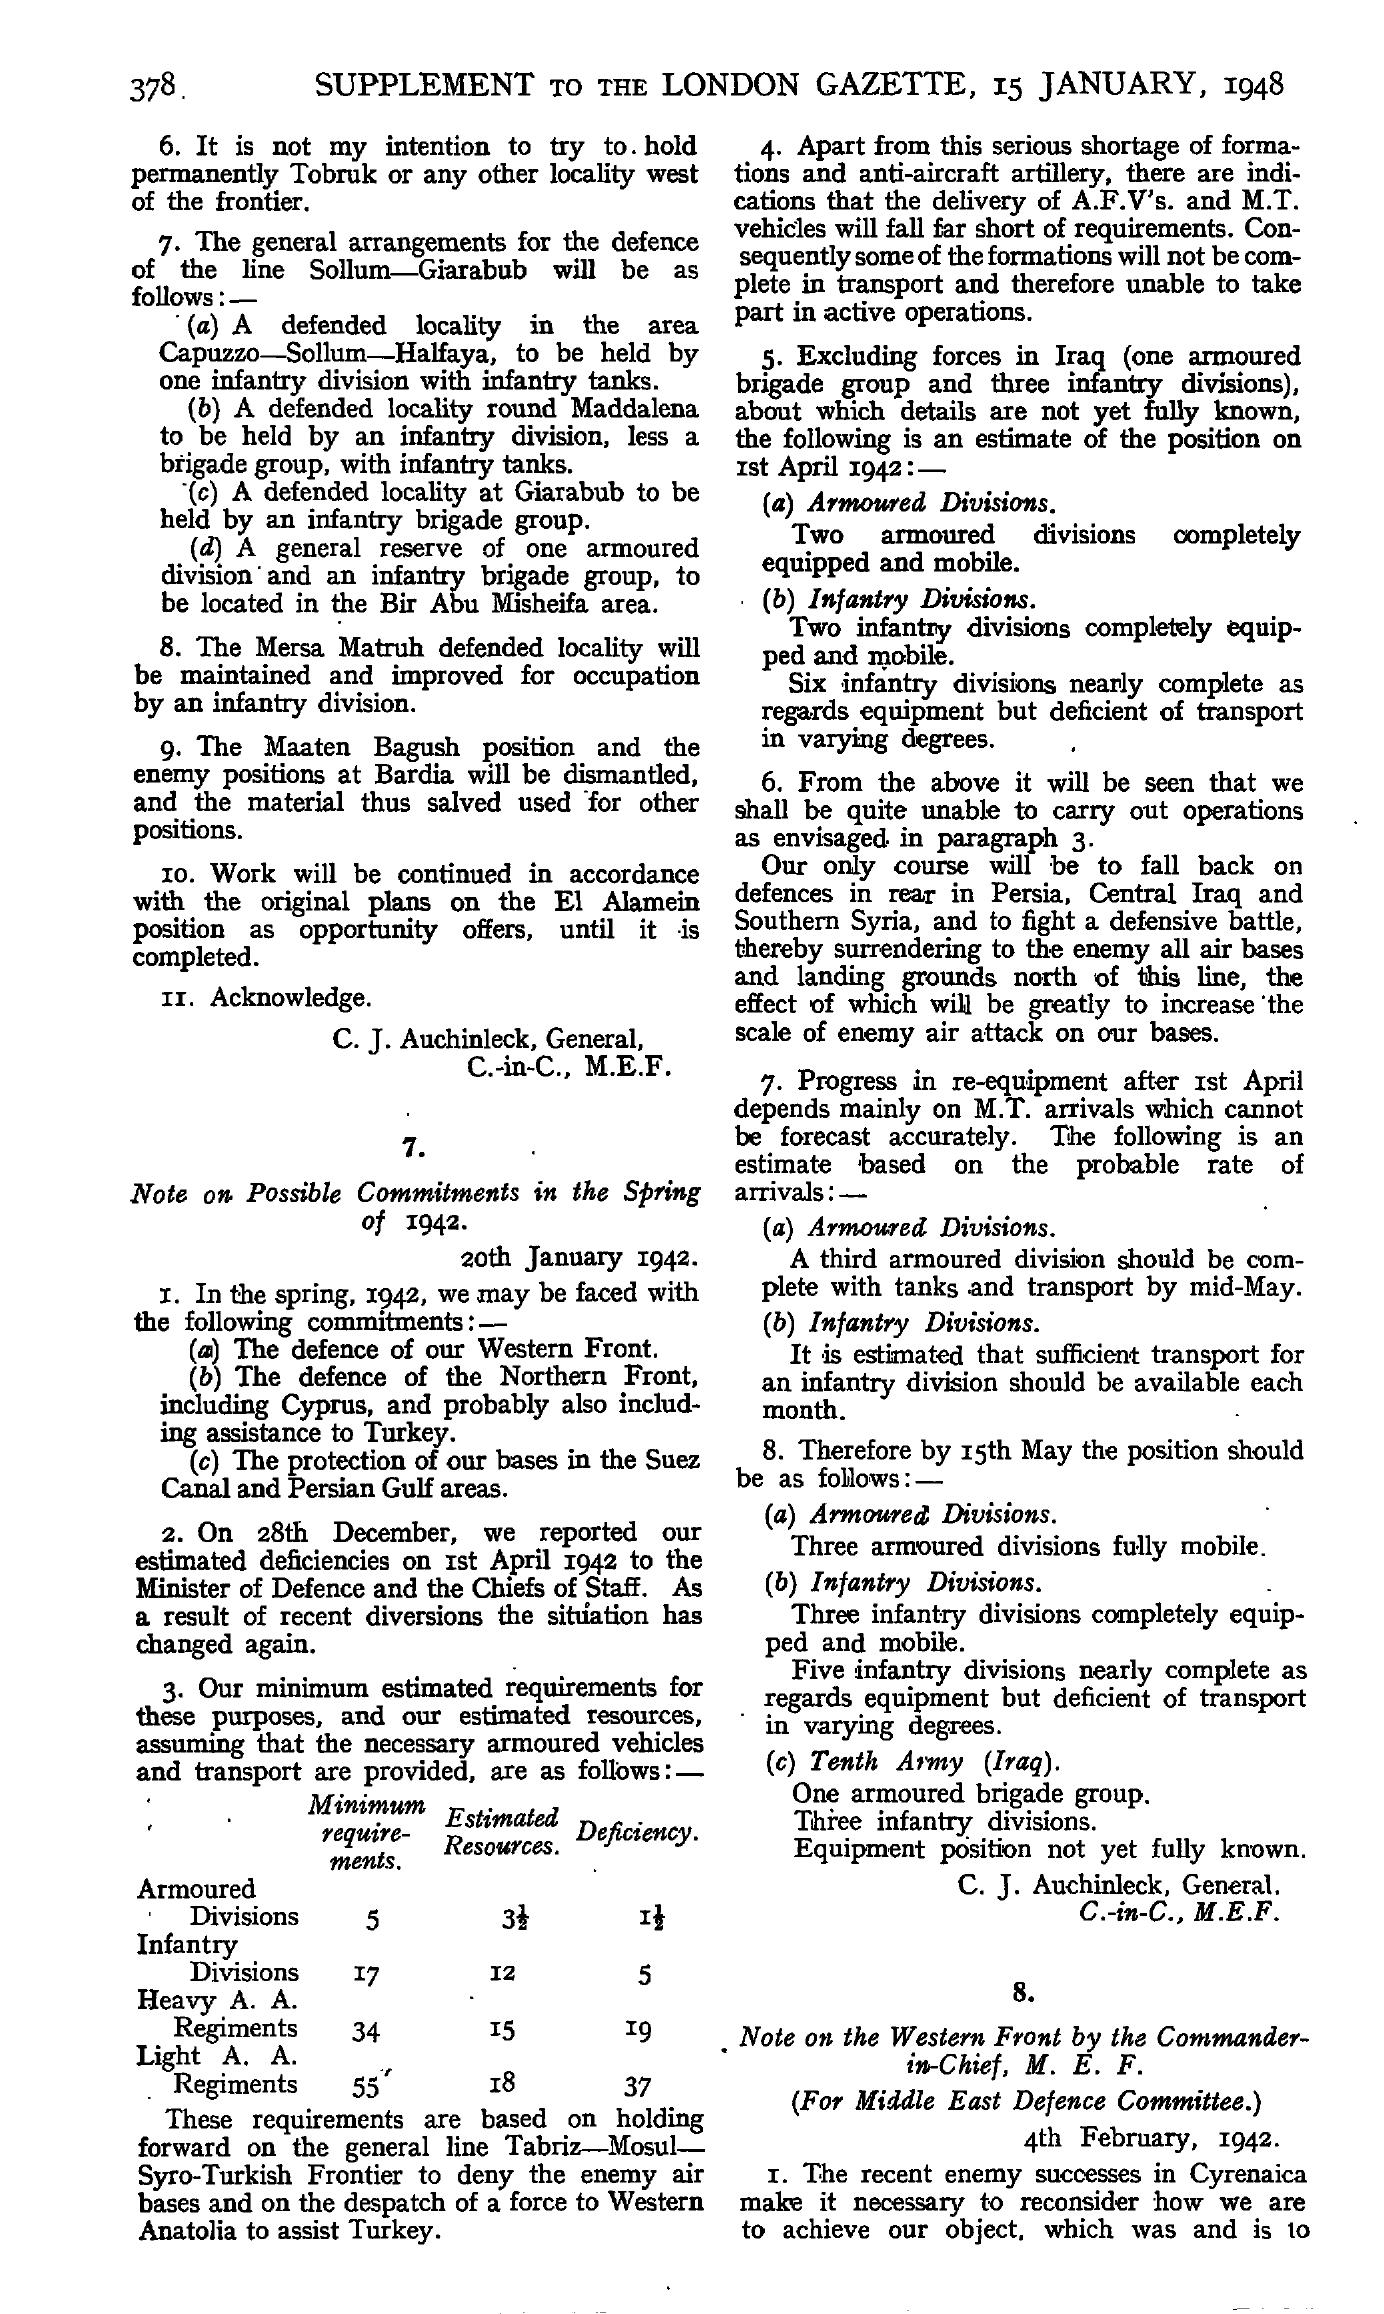 378.
SUPPLEMENT TO THE LONDON GAZETTE, 15 JANUARY, 1948
6. It is not my intention to try to hold
permanently Tobruk or any other locality west
of the frontier.
7. The general arrangements for the defence
of the line Sollum—Giarabub will be as
follows:—
(a) A defended locality in the area
Capuzzo—Sollum—Halfaya, to be held by
one infantry division with infantry tanks.
(b) A defended locality round Maddalena
to be held by an infantry division, less a
brigade group, with infantry tanks.
(c) A defended locality at Giarabub to be
held by an infantry brigade group.
(d) A general reserve of one armoured
division and an infantry brigade group, to
be located in the Bir Abu Misheifa area.
8. The Mersa Matruh defended locality will
be maintained and improved for occupation
by an infantry division.
9. The Maaten Bagush position and the
enemy positions at Bardia will be dismantled,
and the material thus salved used for other
positions.
10. Work will be continued in accordance
with the original plans on the El Alamein
position as opportunity offers, until it is
completed.
11. Acknowledge.
C. J. Auchinleck, General,
C.-in-C., M.E.F.
7.
Note on Possible Commitments in the Spring
of 1942.
20th January 1942.
1. In the spring, 1942, we may be faced with
the following commitments:—
(a) The defence of our Western Front.
(b) The defence of the Northern Front,
including Cyprus, and probably also includ-
ing assistance to Turkey.
(c) The protection of our bases in the Suez
Canal and Persian Gulf areas.
2. On 28th December, we reported our
estimated deficiencies on 1st April 1942 to the
Minister of Defence and the Chiefs of Staff. As
a result of recent diversions the situation has
changed again.
3. Our minimum estimated requirements for
these purposes, and our estimated resources,
assuming that the necessary armoured vehicles
and transport are provided, are as follows:—
Minimum
require-
ments.
Estimated
Resources.
Deficiency.
Armoured
Divisions 5 3½ 1½
Infantry
Divisions 17 12 5
Heavy A. A.
Regiments 34 15 19
Light A. A.
Regiments 55 18 37
These requirements are based on holding
forward on the general line Tabriz—Mosul—
Syro-Turkish Frontier to deny the enemy air
bases and on the despatch of a force to Western
Anatolia to assist Turkey.
4. Apart from this serious shortage of forma-
tions and anti-aircraft artillery, there are indi-
cations that the delivery of A.F.V's. and M.T.
vehicles will fall far short of requirements. Con-
sequently some of the formations will not be com-
plete in transport and therefore unable to take
part in active operations.
5. Excluding forces in Iraq (one armoured
brigade group and three infantry divisions),
about which details are not yet fully known,
the following is an estimate of the position on
1st April 1942:—
(a) Armoured Divisions.
Two armoured divisions completely
equipped and mobile.
(b) Infantry Divisions.
Two infantry divisions completely equip-
ped and mobile.
Six infantry divisions nearly complete as
regards equipment but deficient of transport
in varying degrees.
6. From the above it will be seen that we
shall be quite unable to carry out operations
as envisaged in paragraph 3.
Our only course will be to fall back on
defences in rear in Persia, Central Iraq and
Southern Syria, and to fight a defensive battle,
thereby surrendering to the enemy all air bases
and landing grounds north of this line, the
effect of which will be greatly to increase the
scale of enemy air attack on our bases.
7. Progress in re-equipment after 1st April
depends mainly on M.T. arrivals which cannot
be forecast accurately. The following is an
estimate based on the probable rate of
arrivals:—
(a) Armoured Divisions.
A third armoured division should be com-
plete with tanks and transport by mid-May.
(b) Infantry Divisions.
It is estimated that sufficient transport for
an infantry division should be available each
month.
8. Therefore by 15th May the position should
be as follows:—
(a) Armoured Divisions.
Three armoured divisions fully mobile.
(b) Infantry Divisions.
Three infantry divisions completely equip-
ped and mobile.
Five infantry divisions nearly complete as
regards equipment but deficient of transport
in varying degrees.
(c) Tenth Army (Iraq).
One armoured brigade group.
Three infantry divisions.
Equipment position not yet fully known.
C. J. Auchinleck, General.
C.-in-C., M.E.F.
8.
Note on the Western Front by the Commander-
in-Chief, M. E. F.
(For Middle East Defence Committee.)
4th February, 1942.
1. The recent enemy successes in Cyrenaica
make it necessary to reconsider how we are
to achieve our object, which was and is to